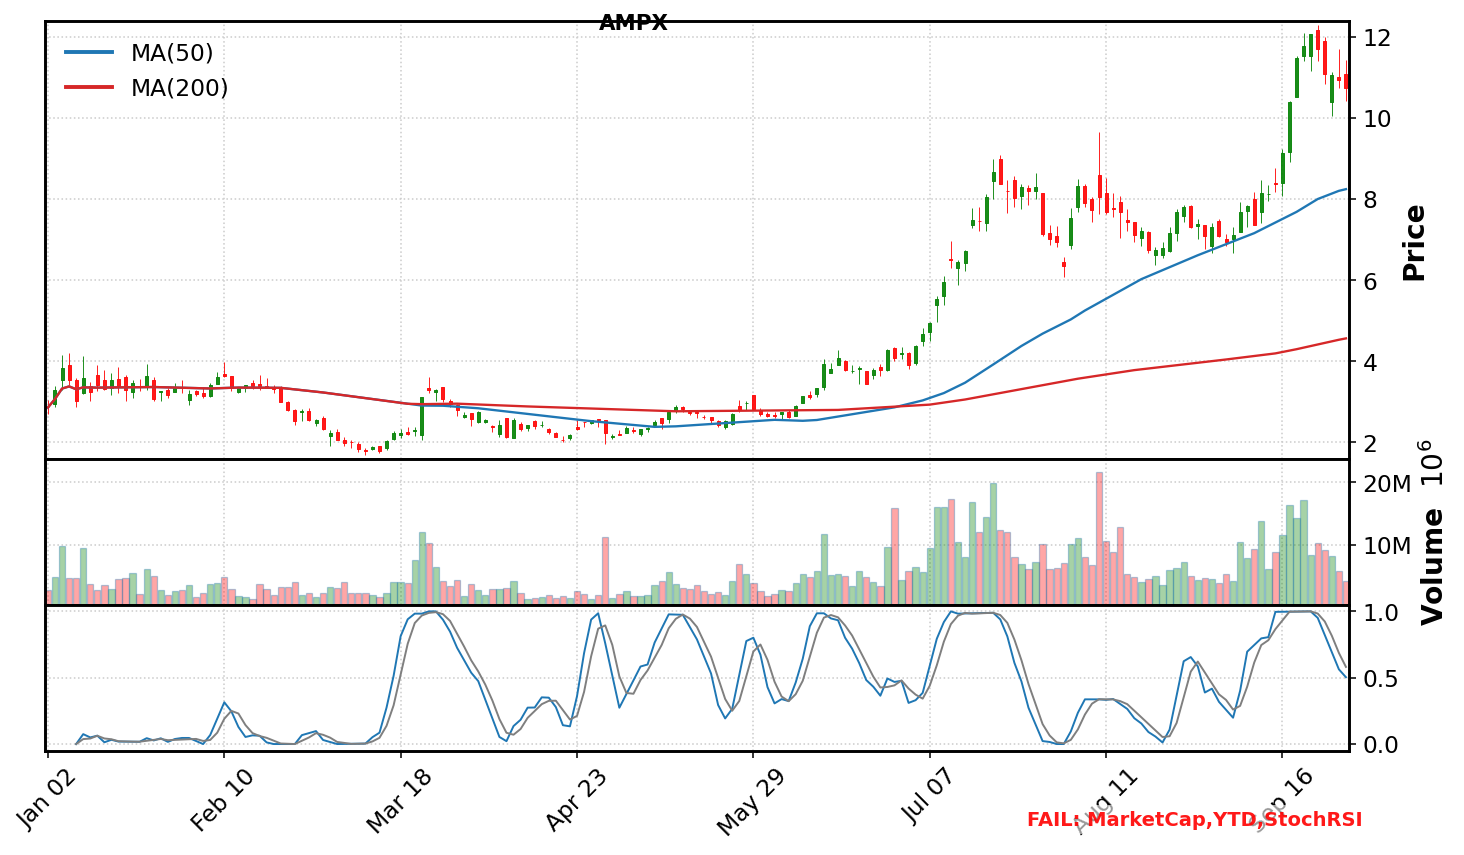 AMPX
MA(50)
MA(200)
12
10
8
6
4
2
Price
20M
10M
Volume 10⁶
1.0
0.5
0.0
Jan 02
Feb 10
Mar 18
Apr 23
May 29
Jul 07
Aug 11
Sep 16
FAIL: MarketCap,YTD,StochRSI